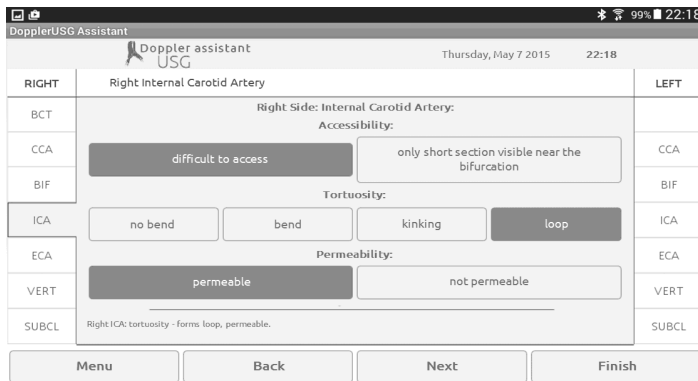 99% 22:18
DopplerUSG Assistant
Doppler assistant
USG
Thursday, May 7 2015 22:18
RIGHT
Right Internal Carotid Artery
LEFT
BCT
CCA
BIF
ICA
ECA
VERT
SUBCL
Right Side: Internal Carotid Artery:
Accessibility:
difficult to access
only short section visible near the
bifurcation
Tortuosity:
no bend
bend
kinking
loop
Permeability:
permeable
not permeable
Right ICA: tortuosity - forms loop, permeable.
CCA
BIF
ICA
ECA
VERT
SUBCL
Menu
Back
Next
Finish